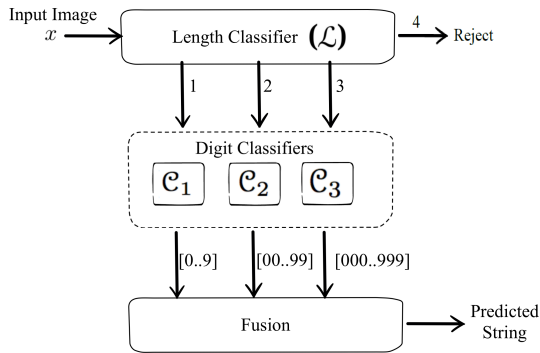 Input Image
x
Length Classifier (ℒ)
4
Reject
1
2
3
Digit Classifiers
𝒞1
𝒞2
𝒞3
[0..9]
[00..99]
[000..999]
Fusion
Predicted
String